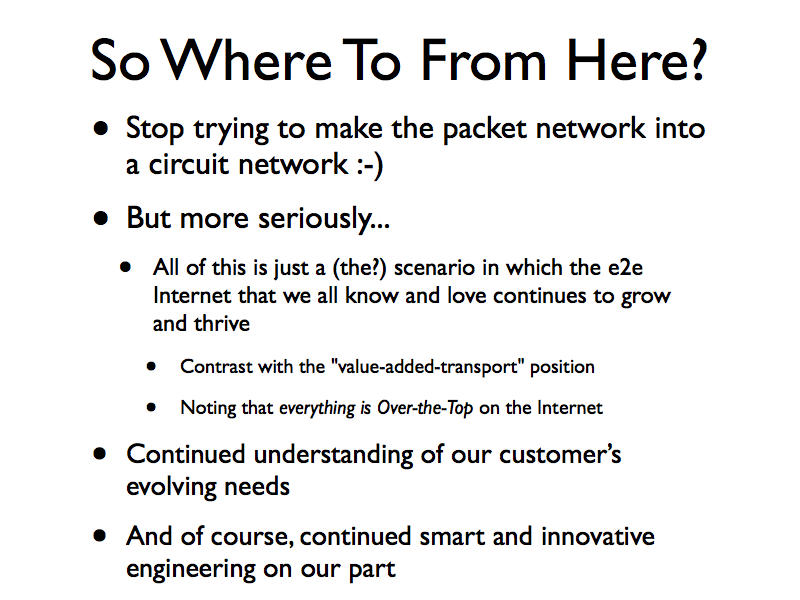 So Where To From Here?
• Stop trying to make the packet network into
a circuit network :-)
• But more seriously...
• All of this is just a (the?) scenario in which the e2e
Internet that we all know and love continues to grow
and thrive
• Contrast with the "value-added-transport" position
• Noting that everything is Over-the-Top on the Internet
• Continued understanding of our customer’s
evolving needs
• And of course, continued smart and innovative
engineering on our part